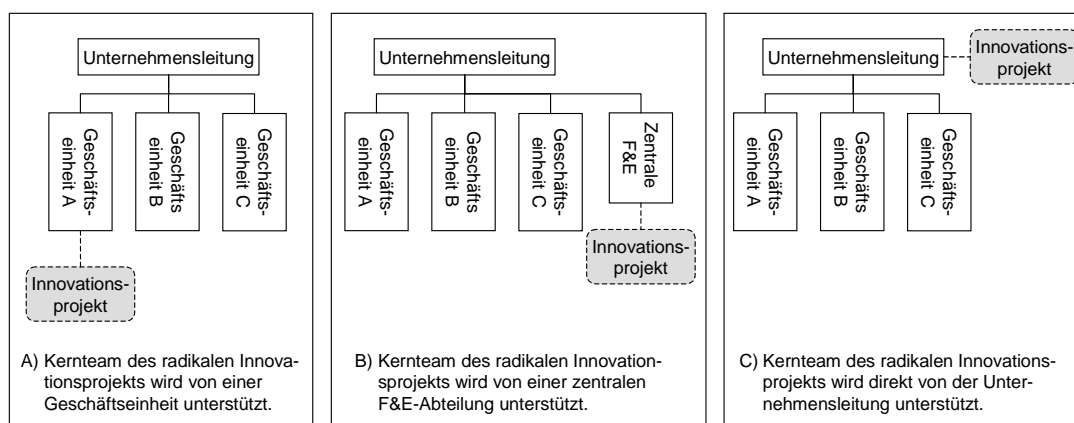 Unternehmensleitung
Geschäfts-
einheit A
Geschäfts
einheit B
Geschäfts-
einheit C
Innovations-
projekt
A) Kernteam des radikalen Innova-
tionsprojekts wird von einer
Geschäftseinheit unterstützt.
Unternehmensleitung
Geschäfts-
einheit A
Geschäfts
einheit B
Geschäfts-
einheit C
Zentrale
F&E
Innovations-
projekt
B) Kernteam des radikalen Innovation-
sprojekts wird von einer zentralen
F&E-Abteilung unterstützt.
Unternehmensleitung
Innovations-
projekt
Geschäfts-
einheit A
Geschäfts
einheit B
Geschäfts-
einheit C
C) Kernteam des radikalen Innovations-
projekts wird direkt von der Unter-
nehmensleitung unterstützt.